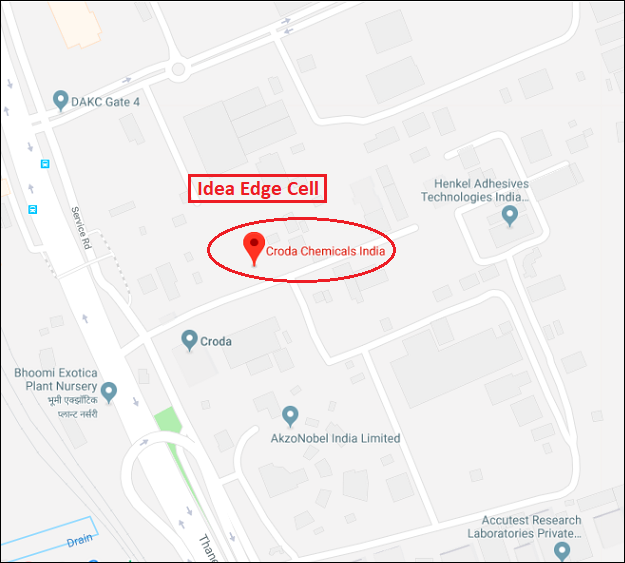 DAKC Gate 4
Idea Edge Cell
Henkel Adhesives
Technologies India...
Service Rd
Croda Chemicals India
Croda
Bhoomi Exotica
Plant Nursery
भूमी एक्झॉटिक
प्लान्ट नर्सरी
AkzoNobel India Limited
Accutest Research
Laboratories Private...
Drain
Thane